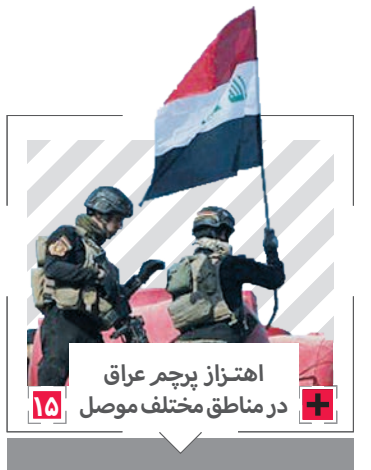 اهتزاز پرچم عراق
در مناطق مختلف موصل
۱۵